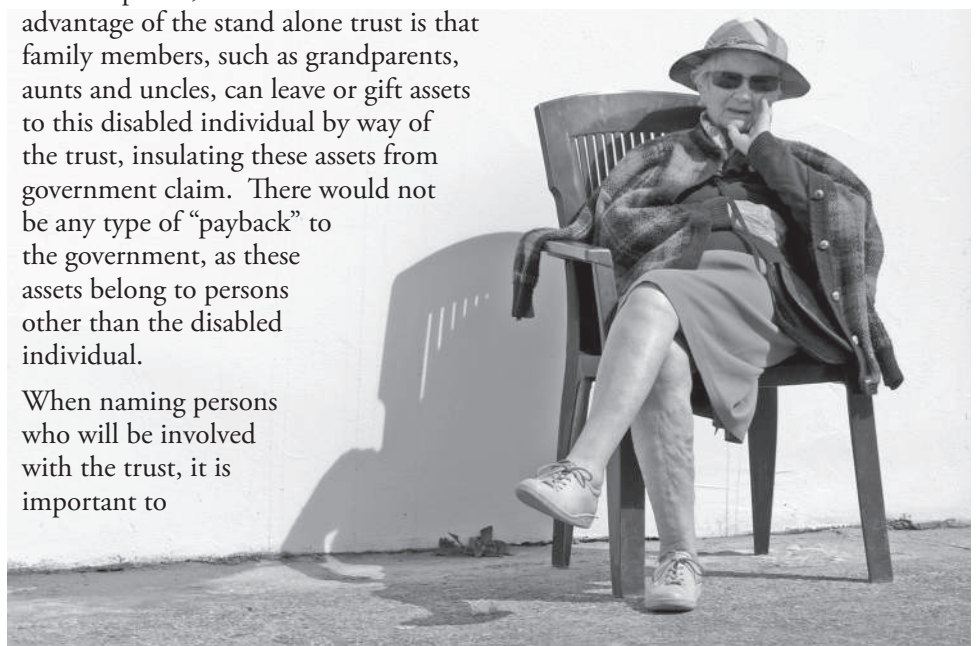 advantage of the stand alone trust is that
family members, such as grandparents,
aunts and uncles, can leave or gift assets
to this disabled individual by way of
the trust, insulating these assets from
government claim.  There would not
be any type of “payback” to
the government, as these
assets belong to persons
other than the disabled
individual.
When naming persons
who will be involved
with the trust, it is
important to